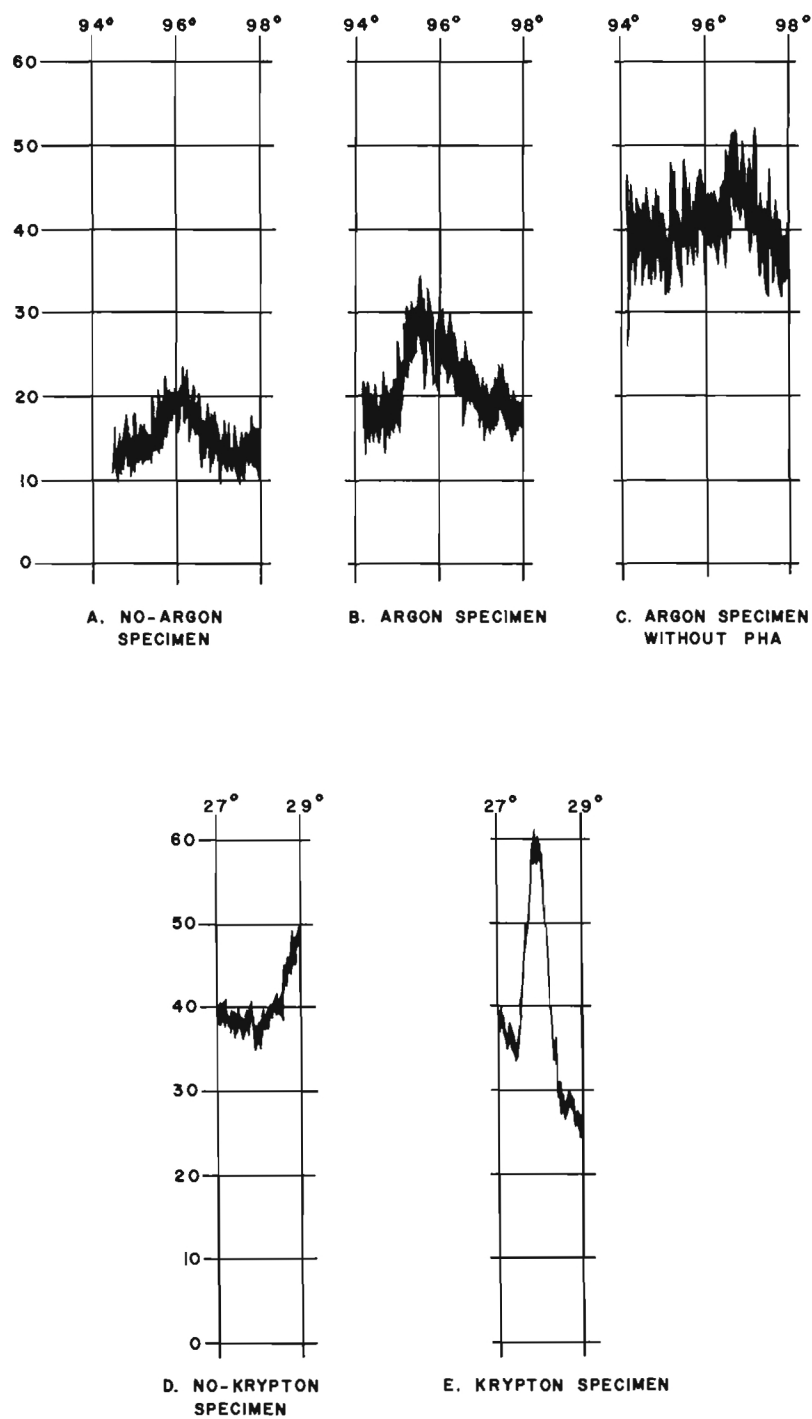 94° 96° 98° 94° 96° 98° 94° 96° 98°
60
50
40
30
20
10
0
A. NO-ARGON
SPECIMEN
B. ARGON SPECIMEN
C. ARGON SPECIMEN
WITHOUT PHA
27° 29° 27° 29°
60
50
40
30
20
10
0
D. NO-KRYPTON
SPECIMEN
E. KRYPTON SPECIMEN